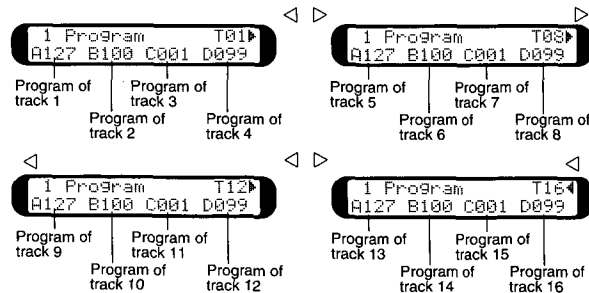 1 Program T01
A127 B100 C001 D099
Program of track 1
Program of track 2
Program of track 3
Program of track 4
1 Program T08
A127 B100 C001 D099
Program of track 5
Program of track 6
Program of track 7
Program of track 8
1 Program T12
A127 B100 C001 D099
Program of track 9
Program of track 10
Program of track 11
Program of track 12
1 Program T16
A127 B100 C001 D099
Program of track 13
Program of track 14
Program of track 15
Program of track 16